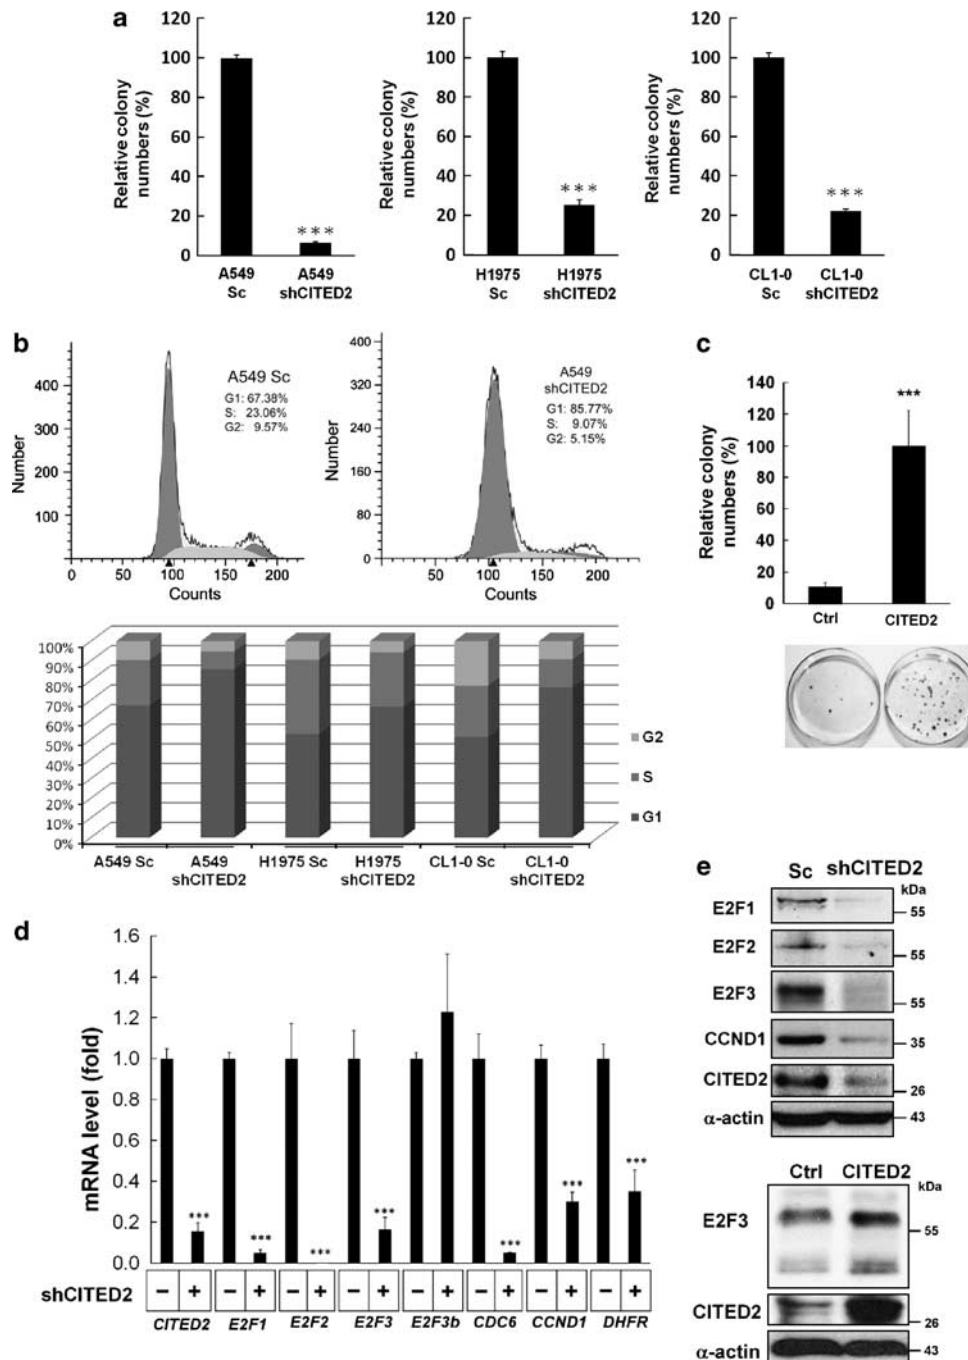 a
120
100
80
60
40
20
0
Relative colony
numbers (%)
***
A549
Sc
A549
shCITED2
120
100
80
60
40
20
0
Relative colony
numbers (%)
***
H1975
Sc
H1975
shCITED2
120
100
80
60
40
20
0
Relative colony
numbers (%)
***
CL1-0
Sc
CL1-0
shCITED2
b
Number
400
300
200
100
0
50
100
150
200
Counts
A549 Sc
G1: 67.38%
S: 23.06%
G2: 9.57%
Number
400
320
240
160
80
0
0
50
100
150
200
Counts
A549
shCITED2
G1: 85.77%
S: 9.07%
G2: 5.15%
100%
90%
80%
70%
60%
50%
40%
30%
20%
10%
0%
A549 Sc
A549
shCITED2
H1975 Sc
H1975
shCITED2
CL1-0 Sc
CL1-0
shCITED2
G2
S
G1
c
140
120
100
80
60
40
20
0
Relative colony
numbers (%)
***
Ctrl
CITED2
d
1.6
1.4
1.2
1.0
0.8
0.6
0.4
0.2
0.0
mRNA level (fold)
*** *** *** *** *** *** ***
shCITED2 − + − + − + − + − + − + − + − +
CITED2 E2F1 E2F2 E2F3 E2F3b CDC6 CCND1 DHFR
e
Sc shCITED2
kDa
E2F1
55
E2F2
55
E2F3
55
CCND1
35
CITED2
26
α-actin
43
Ctrl CITED2
kDa
E2F3
55
CITED2
26
α-actin
43